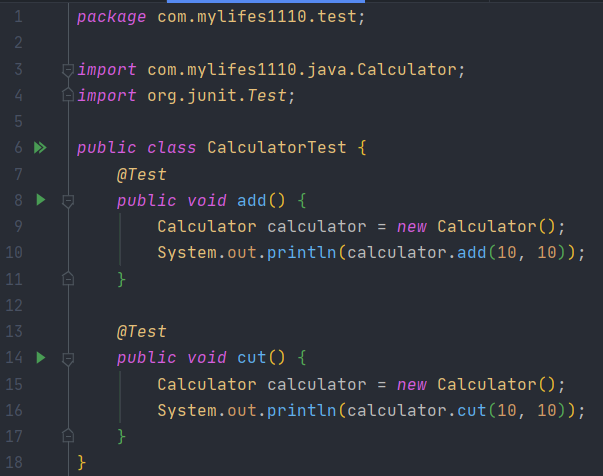 1 package com.mylifes1110.test;
2
3 import com.mylifes1110.java.Calculator;
4 import org.junit.Test;
5
6 public class CalculatorTest {
7     @Test
8     public void add() {
9         Calculator calculator = new Calculator();
10         System.out.println(calculator.add(10, 10));
11     }
12
13     @Test
14     public void cut() {
15         Calculator calculator = new Calculator();
16         System.out.println(calculator.cut(10, 10));
17     }
18 }